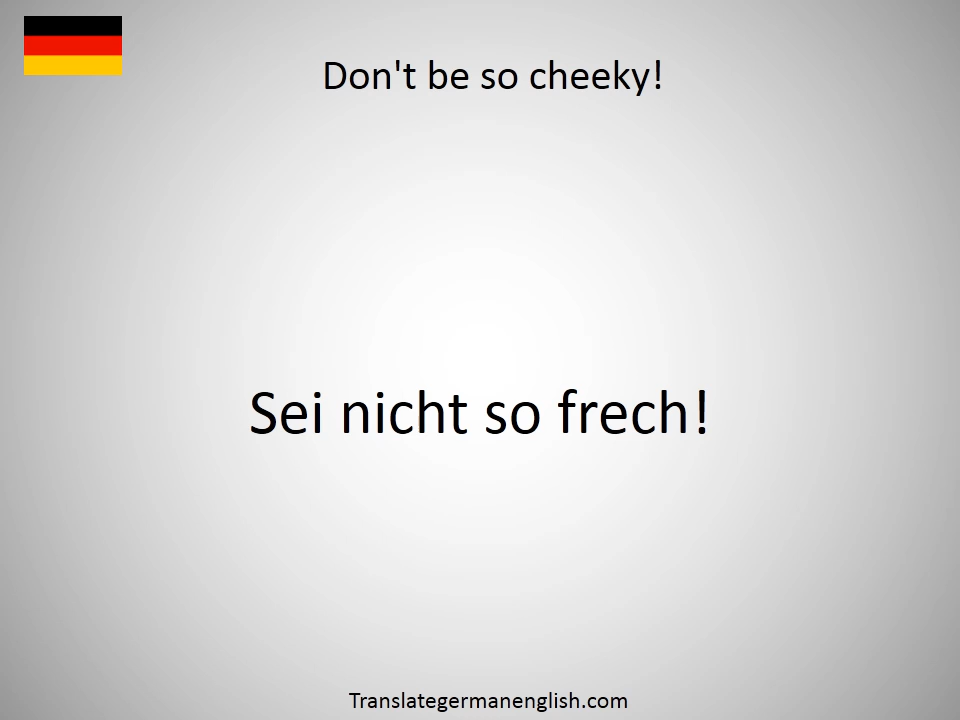 Don't be so cheeky!
Sei nicht so frech!
Translategermanenglish.com